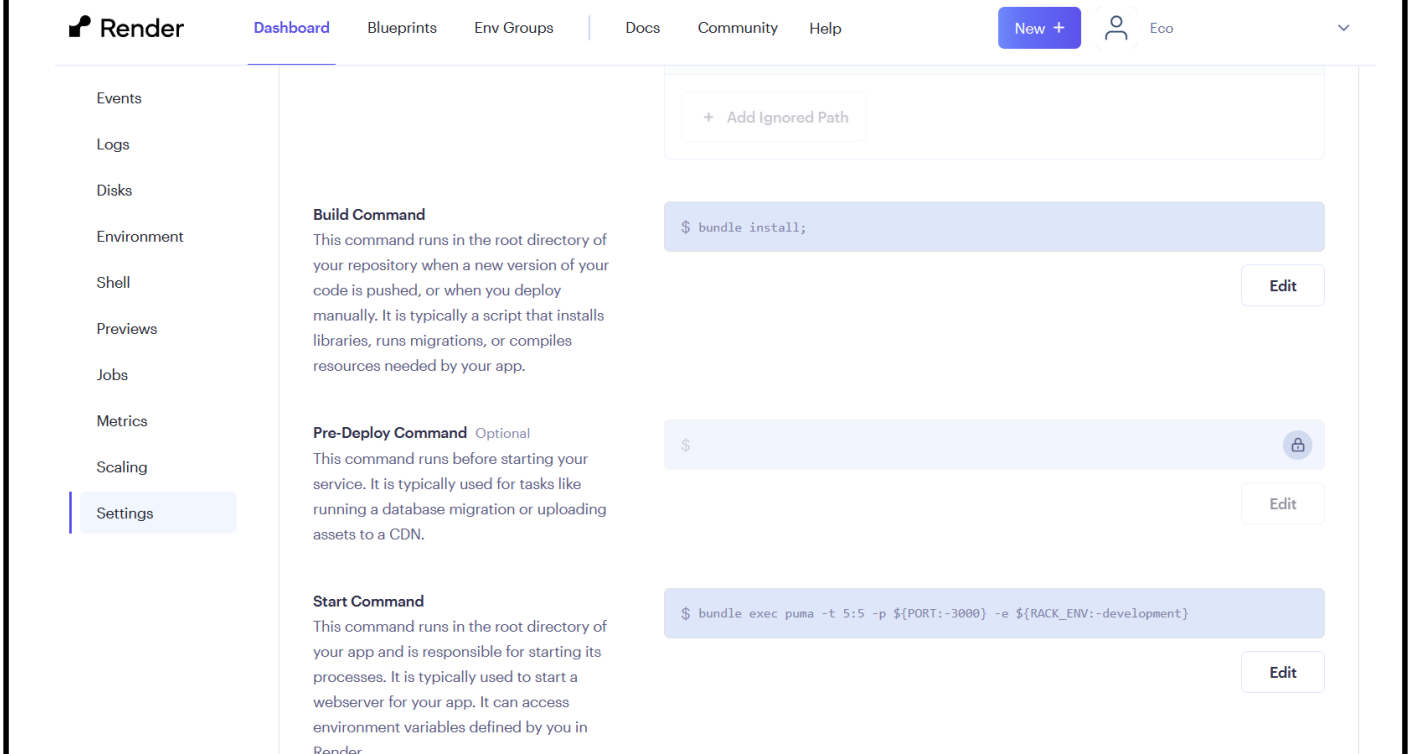 Render Dashboard Blueprints Env Groups Docs Community Help New + Eco
Events
Logs
Disks
Environment
Shell
Previews
Jobs
Metrics
Scaling
Settings
+ Add Ignored Path
Build Command
This command runs in the root directory of
your repository when a new version of your
code is pushed, or when you deploy
manually. It is typically a script that installs
libraries, runs migrations, or compiles
resources needed by your app.
$ bundle install;
Edit
Pre-Deploy Command Optional
This command runs before starting your
service. It is typically used for tasks like
running a database migration or uploading
assets to a CDN.
$
Edit
Start Command
This command runs in the root directory of
your app and is responsible for starting its
processes. It is typically used to start a
webserver for your app. It can access
environment variables defined by you in
Render.
$ bundle exec puma -t 5:5 -p ${PORT:-3000} -e ${RACK_ENV:-development}
Edit